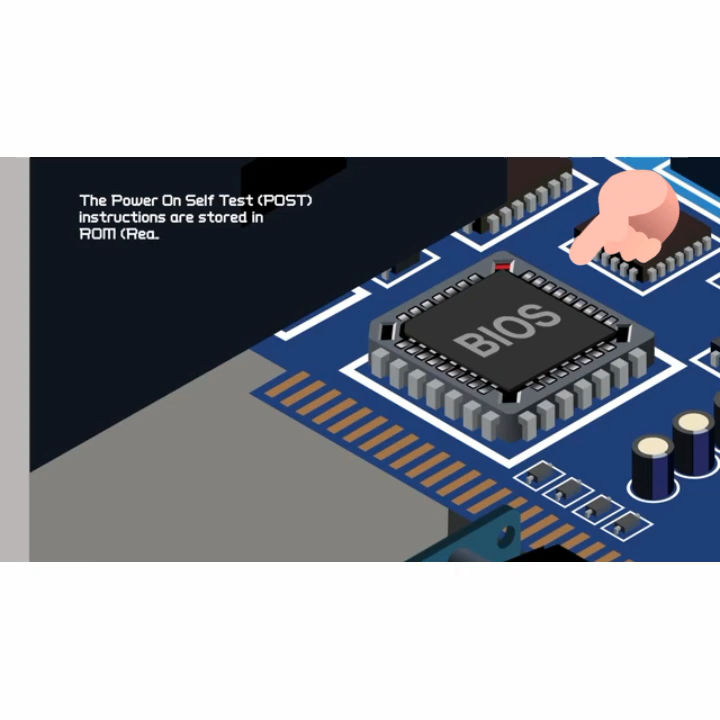 The Power On Self Test (POST)
instructions are stored in
ROM (Rea..
BIOS